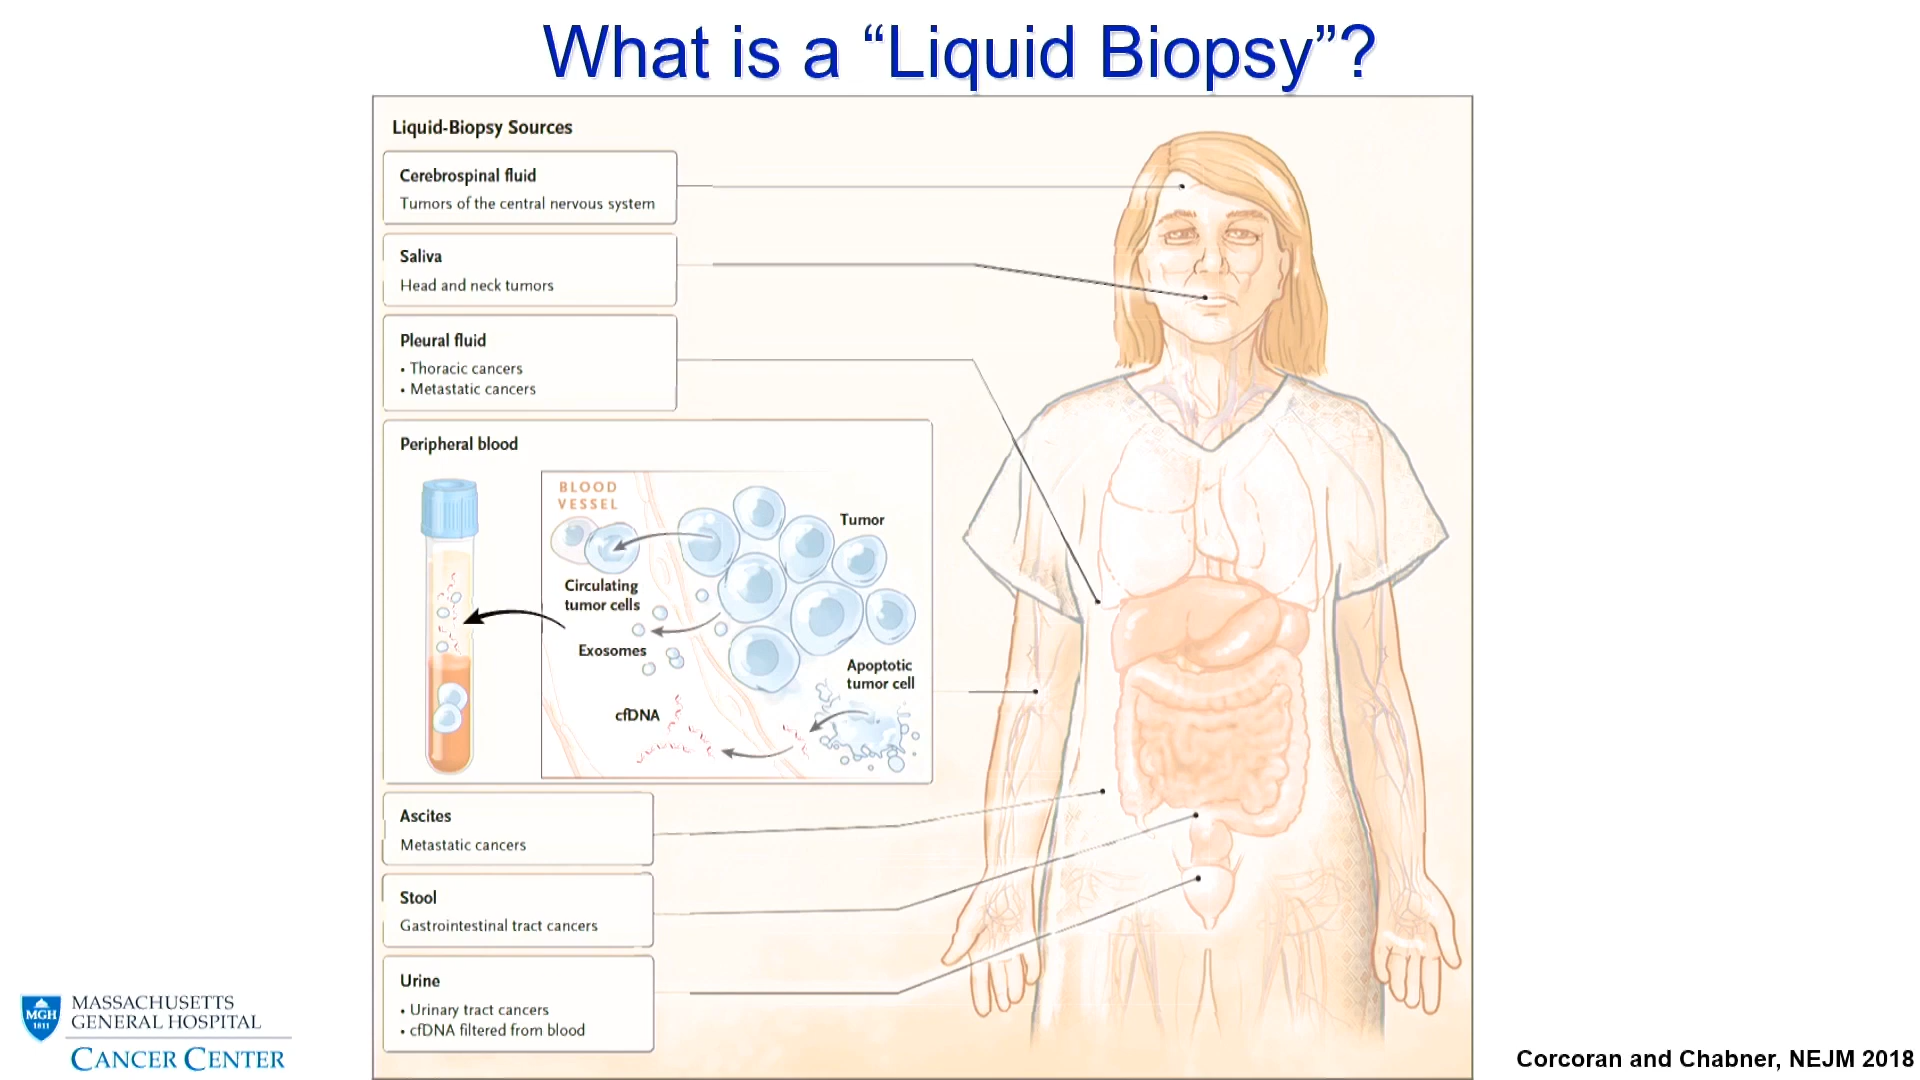 What is a “Liquid Biopsy”?
Liquid-Biopsy Sources
Cerebrospinal fluid
Tumors of the central nervous system
Saliva
Head and neck tumors
Pleural fluid
• Thoracic cancers
• Metastatic cancers
Peripheral blood
BLOOD
VESSEL
Tumor
Circulating
tumor cells
Exosomes
Apoptotic
tumor cell
cfDNA
Ascites
Metastatic cancers
Stool
Gastrointestinal tract cancers
Urine
• Urinary tract cancers
• cfDNA filtered from blood
MGH
1811
MASSACHUSETTS
GENERAL HOSPITAL
CANCER CENTER
Corcoran and Chabner, NEJM 2018